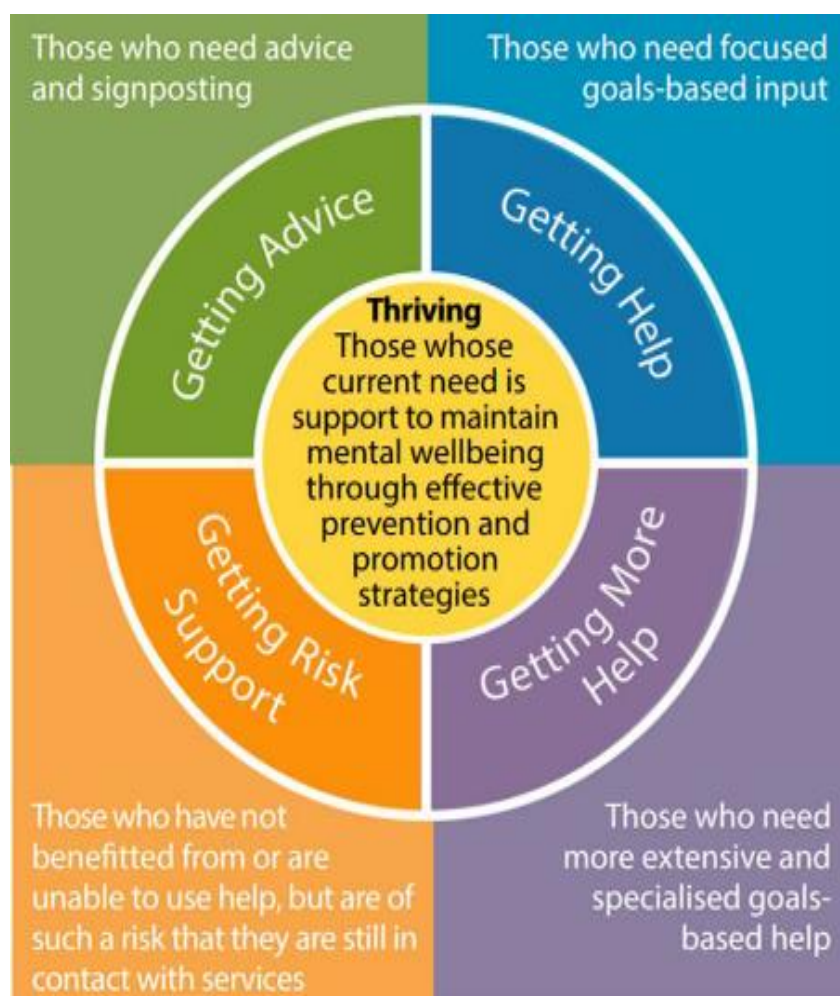 Those who need advice
and signposting
Those who need focused
goals-based input
Getting Advice
Getting Help
Thriving
Those whose
current need is
support to maintain
mental wellbeing
through effective
prevention and
promotion
strategies
Getting Risk
Support
Getting More
Help
Those who have not
benefitted from or are
unable to use help, but are of
such a risk that they are still in
contact with services
Those who need
more extensive and
specialised goals-
based help